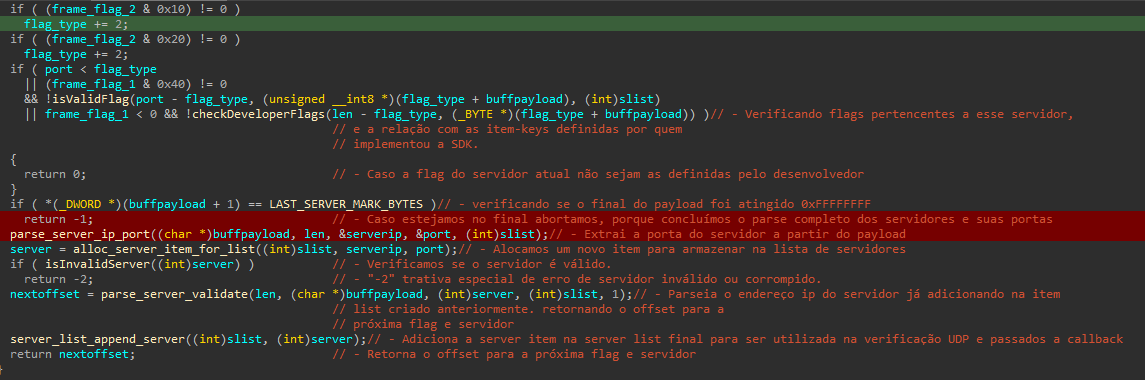 if ( (frame_flag_2 & 0x10) != 0 )
  flag_type += 2;
if ( (frame_flag_2 & 0x20) != 0 )
  flag_type += 2;
if ( port < flag_type
  || (frame_flag_1 & 0x40) != 0
  && !isValidFlag(port - flag_type, (unsigned __int8 *)(flag_type + buffpayload), (int)slist)
  || frame_flag_1 < 0 && !checkDeveloperFlags(len - flag_type, (_BYTE *)(flag_type + buffpayload)) )// - Verificando flags pertencentes a esse servidor,
// e a relação com as item-keys definidas por quem
// implementou a SDK.
{
  return 0; // - Caso a flag do servidor atual não sejam as definidas pelo desenvolvedor
}
if ( *(_DWORD *)(buffpayload + 1) == LAST_SERVER_MARK_BYTES )// - verificando se o final do payload foi atingido 0xFFFFFFFF
  return -1; // - Caso estejamos no final abortamos, porque concluímos o parse completo dos servidores e suas portas
parse_server_ip_port((char *)buffpayload, len, &serverip, &port, (int)slist);// - Extrai a porta do servidor a partir do payload
server = alloc_server_item_for_list((int)slist, serverip, port);// - Alocamos um novo item para armazenar na lista de servidores
if ( isInvalidServer((int)server) ) // - Verificamos se o servidor é válido.
  return -2; // - "-2" trativa especial de erro de servidor inválido ou corrompido.
nextoffset = parse_server_validate(len, (char *)buffpayload, (int)server, (int)slist, 1);// - Parseia o endereço ip do servidor já adicionando na item
// list criado anteriormente. retornando o offset para a
// próxima flag e servidor
server_list_append_server((int)slist, (int)server);// - Adiciona a server item na server list final para ser utilizada na verificação UDP e passados a callback
return nextoffset; // - Retorna o offset para a próxima flag e servidor
}